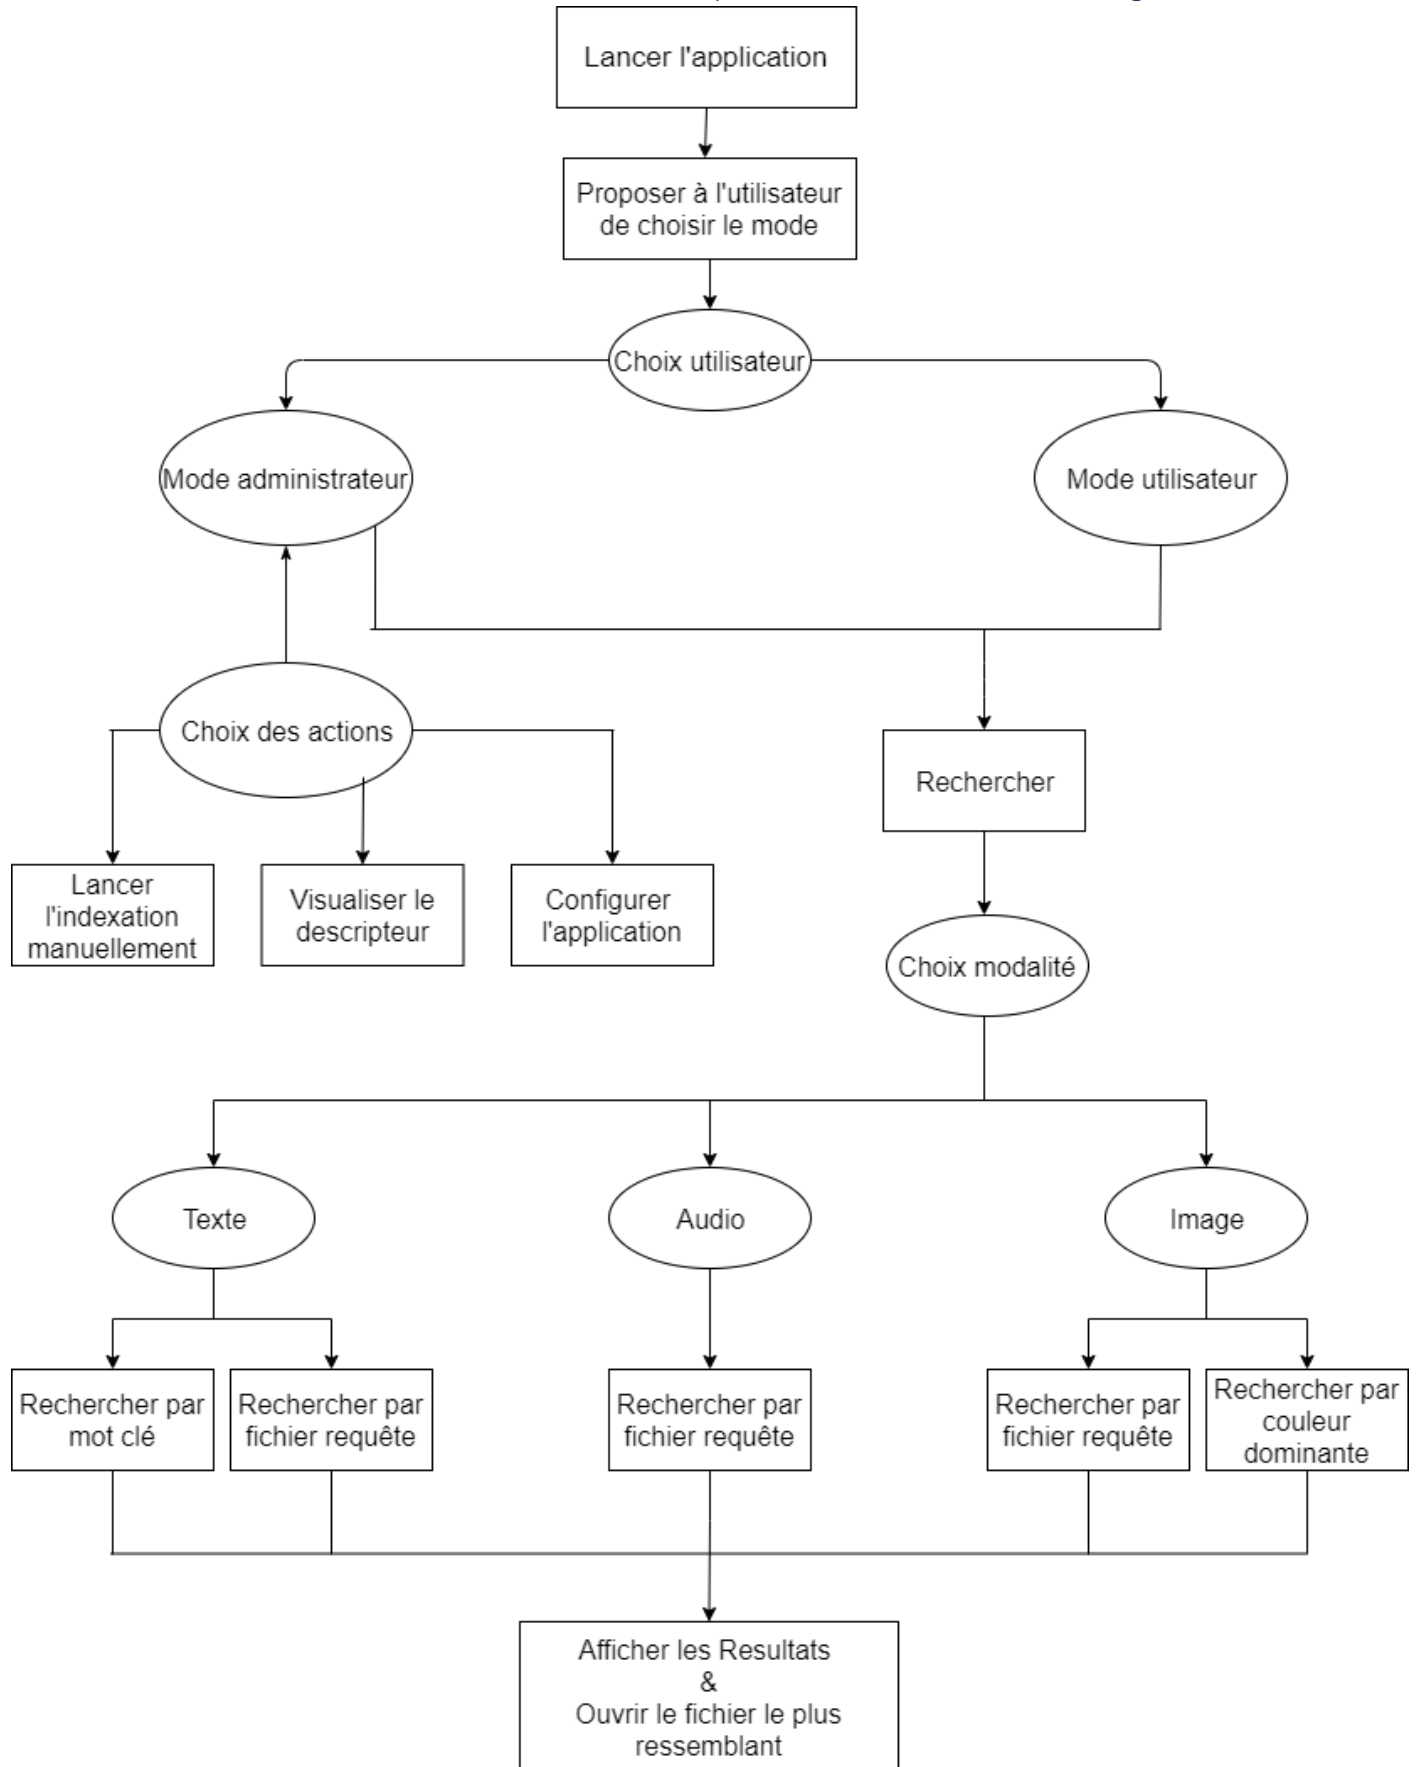 Lancer l'application
Proposer à l'utilisateur
de choisir le mode
Choix utilisateur
Mode administrateur
Mode utilisateur
Choix des actions
Rechercher
Lancer
l'indexation
manuellement
Visualiser le
descripteur
Configurer
l'application
Choix modalité
Texte
Audio
Image
Rechercher par
mot clé
Rechercher par
fichier requête
Rechercher par
fichier requête
Rechercher par
fichier requête
Rechercher par
couleur
dominante
Afficher les Resultats
&
Ouvrir le fichier le plus
ressemblant